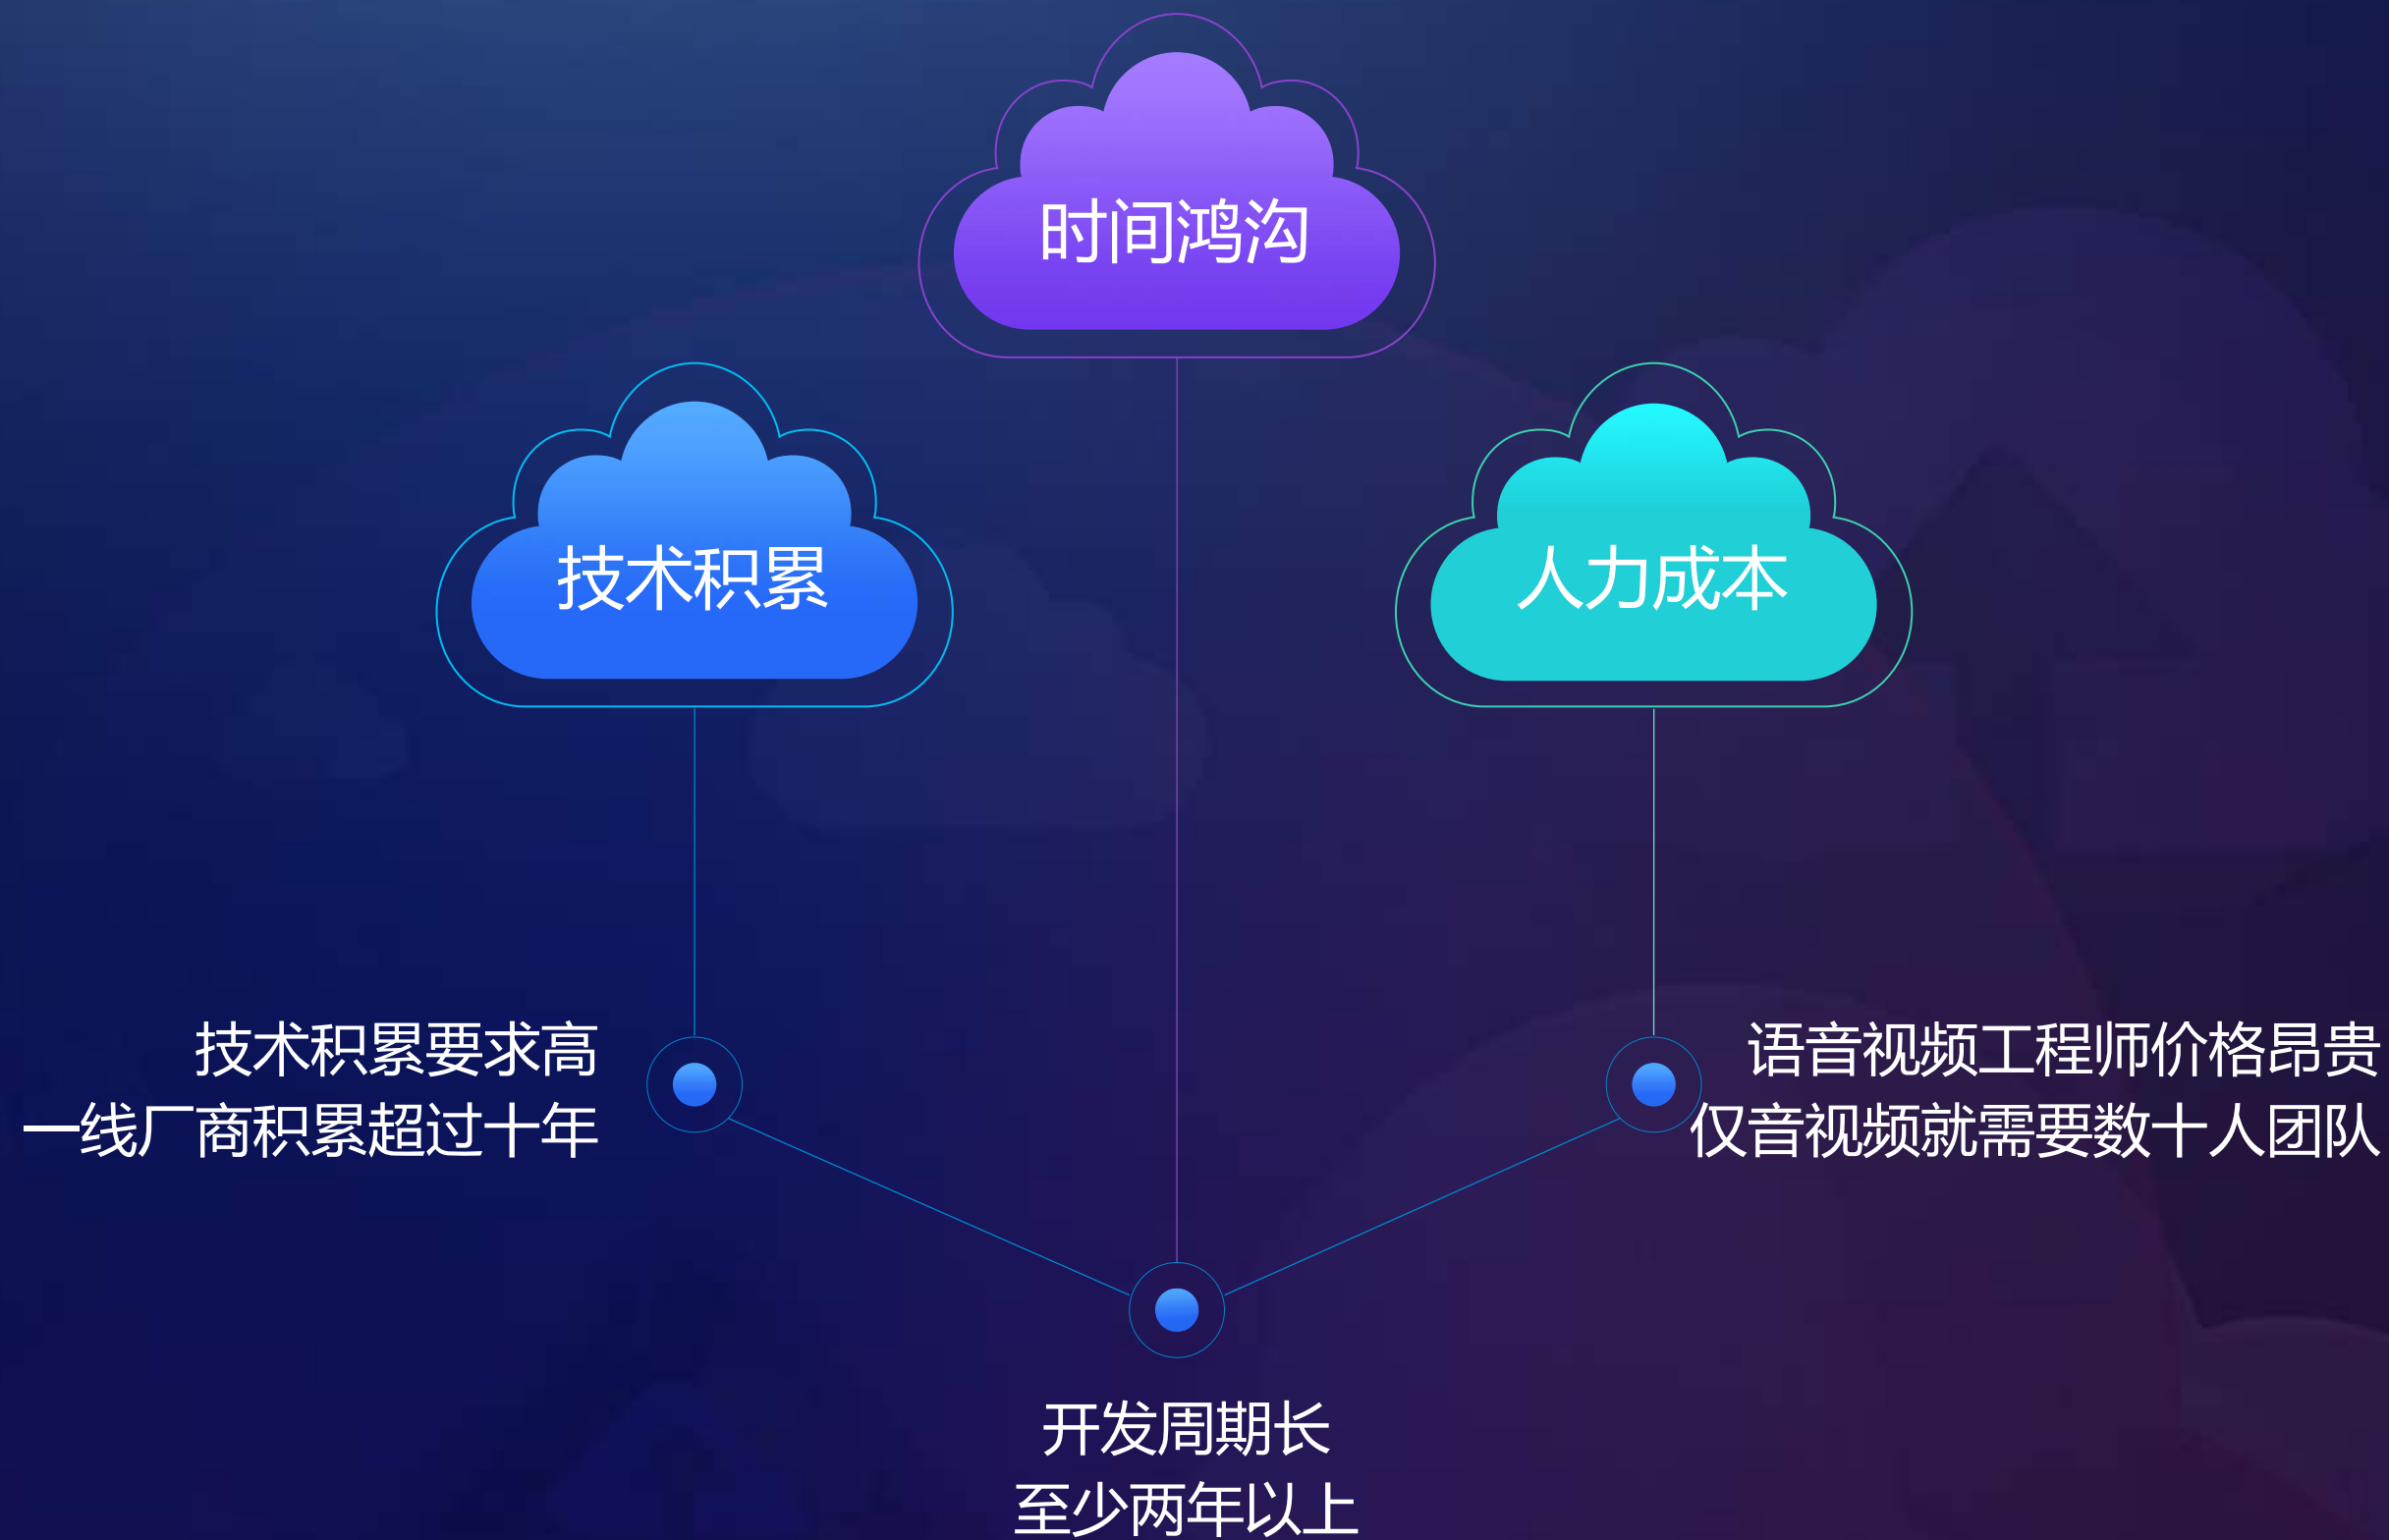 时间鸿沟
技术积累
人力成本
技术积累要求高
一线厂商积累超过十年
语音视频工程师价格昂贵
仅音视频就需要数十人团队
开发周期长
至少两年以上